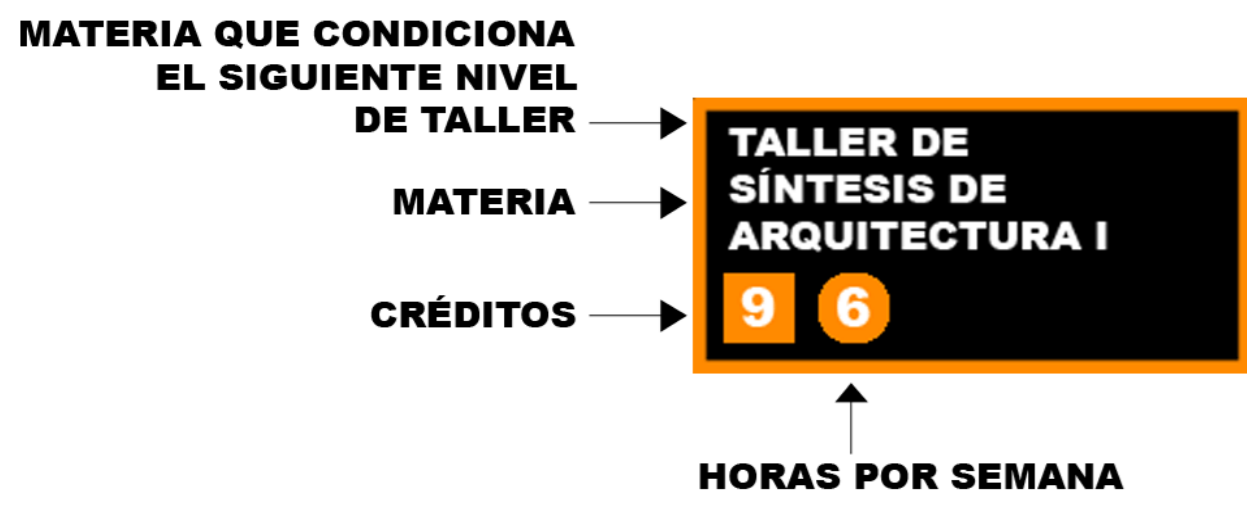 MATERIA QUE CONDICIONA
EL SIGUIENTE NIVEL
DE TALLER
MATERIA
CRÉDITOS
TALLER DE
SÍNTESIS DE
ARQUITECTURA I
9 6
HORAS POR SEMANA